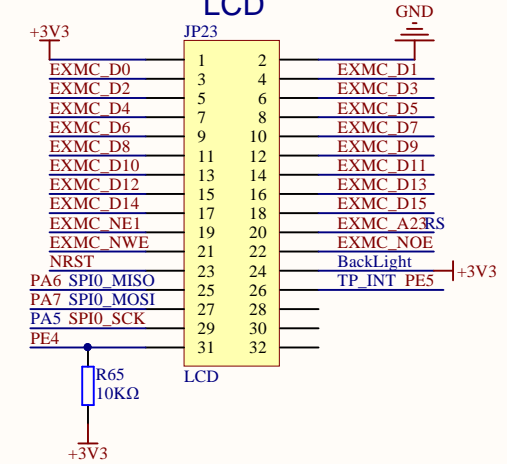 LCD
GND
+3V3
JP23
1 2
EXMC_D0 EXMC_D1
3 4
EXMC_D2 EXMC_D3
5 6
EXMC_D4 EXMC_D5
7 8
EXMC_D6 EXMC_D7
9 10
EXMC_D8 EXMC_D9
11 12
EXMC_D10 EXMC_D11
13 14
EXMC_D12 EXMC_D13
15 16
EXMC_D14 EXMC_D15
17 18
EXMC_NE1 EXMC_A23 RS
19 20
EXMC_NWE EXMC_NOE
21 22
NRST BackLight
23 24 +3V3
PA6 SPI0_MISO TP_INT PE5
25 26
PA7 SPI0_MOSI
27 28
PA5 SPI0_SCK
29 30
PE4
31 32
R65 LCD
10KΩ
+3V3